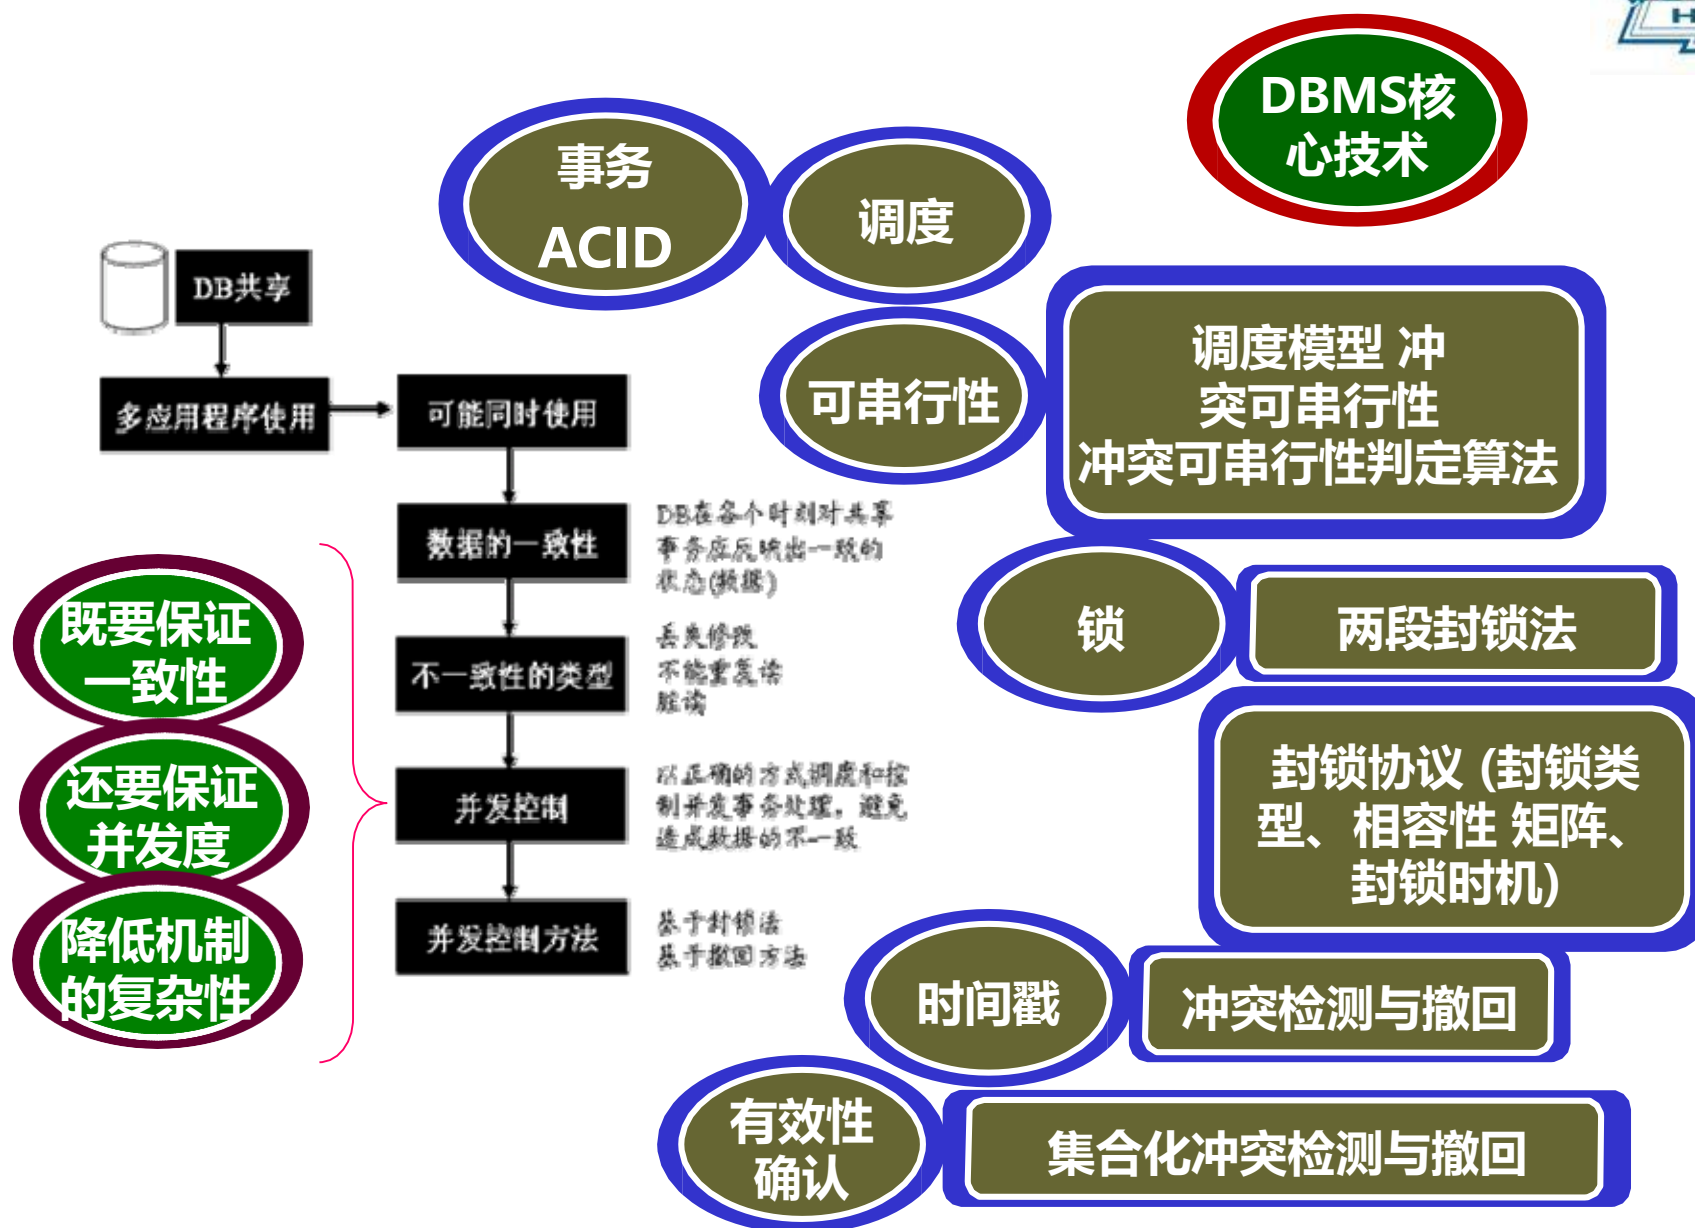 DBMS核
心技术
事务
ACID
调度
DB共享
多应用程序使用
可能同时使用
可串行性
调度模型 冲
突可串行性
冲突可串行性判定算法
数据的一致性
DB在各个时刻对共享
事务应反映出一致的
状态(数据)
既要保证
一致性
不一致性的类型
丢失修改
不能重复读
脏读
锁
两段封锁法
还要保证
并发度
并发控制
以正确的方式调度和控
制并发事务处理，避免
造成数据的不一致
封锁协议 (封锁类
型、相容性 矩阵、
封锁时机)
降低机制
的复杂性
并发控制方法
基于封锁法
基于撤回方法
时间戳
冲突检测与撤回
有效性
确认
集合化冲突检测与撤回